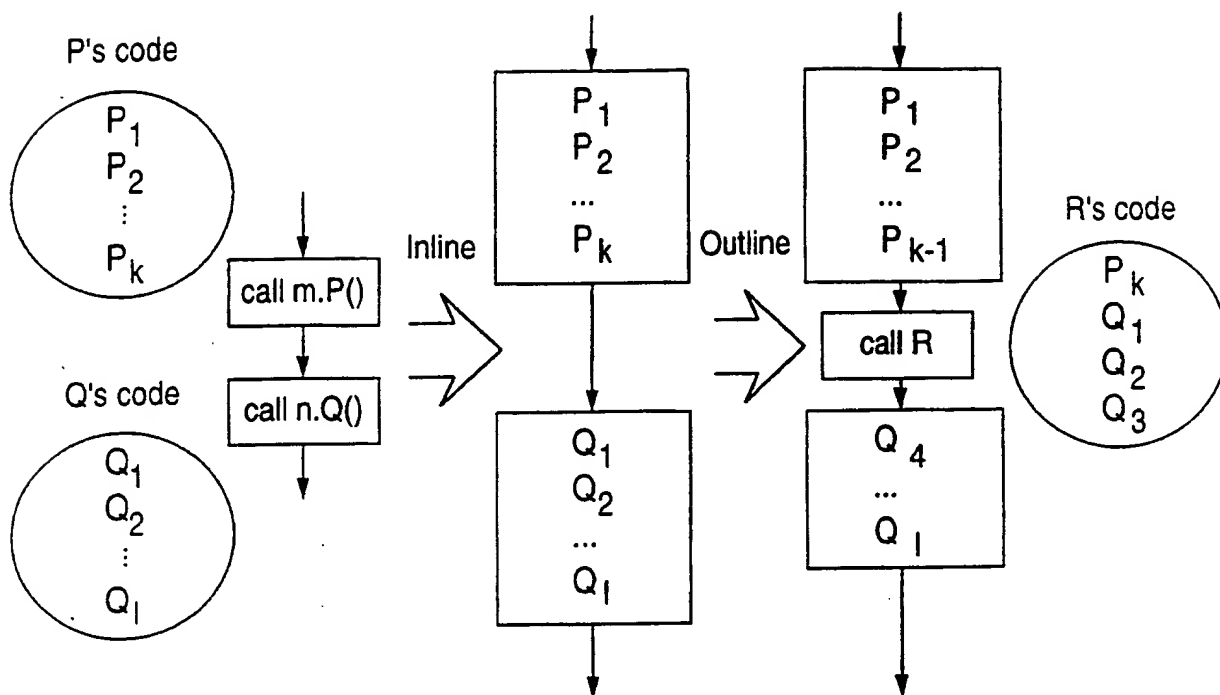 P's code
P₁
P₂
⋮
Pₖ
call m.P()
call n.Q()
Q's code
Q₁
Q₂
⋮
Qₗ
Inline
P₁
P₂
...
Pₖ
Q₁
Q₂
...
Qₗ
Outline
P₁
P₂
...
Pₖ₋₁
call R
Q₄
...
Qₗ
R's code
Pₖ
Q₁
Q₂
Q₃